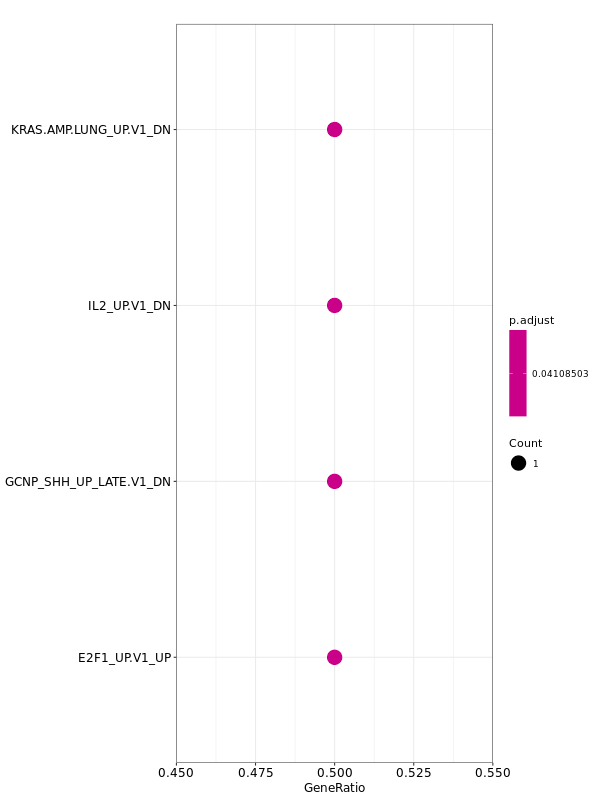 KRAS.AMP.LUNG_UP.V1_DN
IL2_UP.V1_DN
GCNP_SHH_UP_LATE.V1_DN
E2F1_UP.V1_UP
0.450 0.475 0.500 0.525 0.550
GeneRatio
p.adjust
0.04108503
Count
1